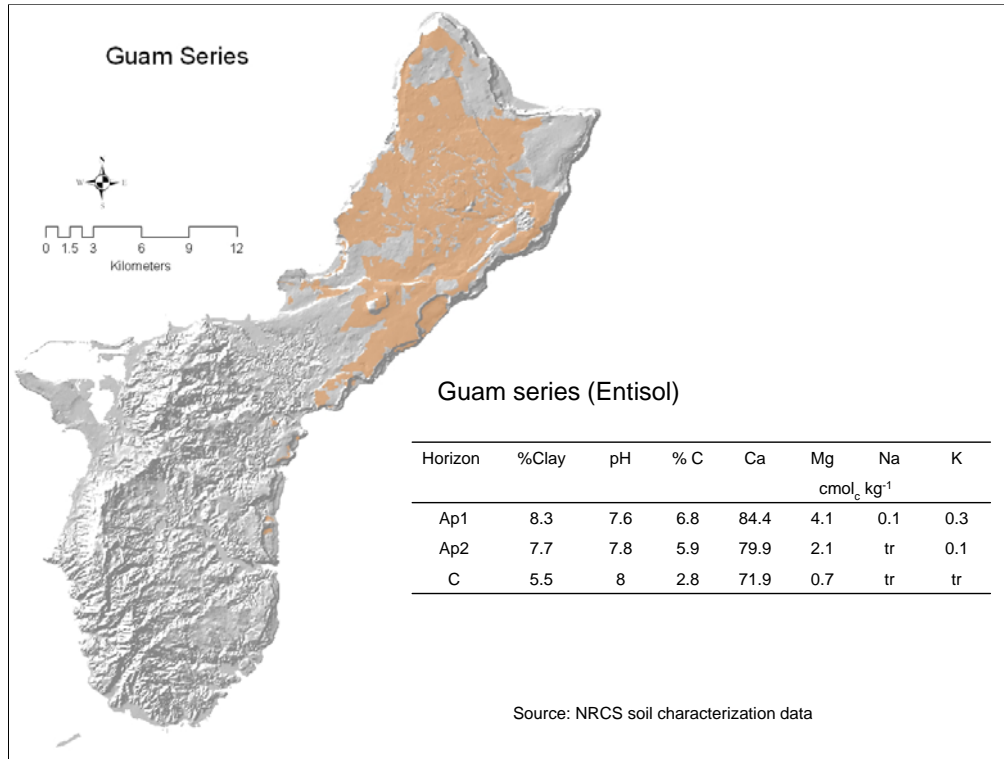 Guam Series
N
W E
S
0 1.5 3 6 9 12
Kilometers
Guam series (Entisol)
Horizon %Clay pH % C Ca Mg Na K
cmol_c kg^-1
Ap1 8.3 7.6 6.8 84.4 4.1 0.1 0.3
Ap2 7.7 7.8 5.9 79.9 2.1 tr 0.1
C 5.5 8 2.8 71.9 0.7 tr tr
Source: NRCS soil characterization data